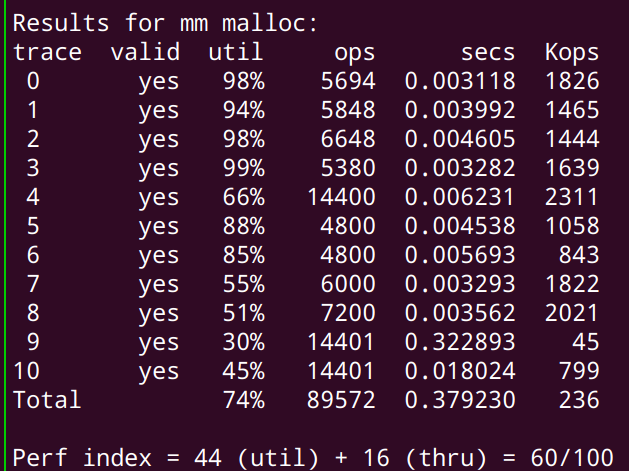 Results for mm malloc:
trace  valid  util     ops      secs  Kops
 0       yes   98%    5694  0.003118  1826
 1       yes   94%    5848  0.003992  1465
 2       yes   98%    6648  0.004605  1444
 3       yes   99%    5380  0.003282  1639
 4       yes   66%   14400  0.006231  2311
 5       yes   88%    4800  0.004538  1058
 6       yes   85%    4800  0.005693   843
 7       yes   55%    6000  0.003293  1822
 8       yes   51%    7200  0.003562  2021
 9       yes   30%   14401  0.322893    45
10       yes   45%   14401  0.018024   799
Total          74%   89572  0.379230   236

Perf index = 44 (util) + 16 (thru) = 60/100